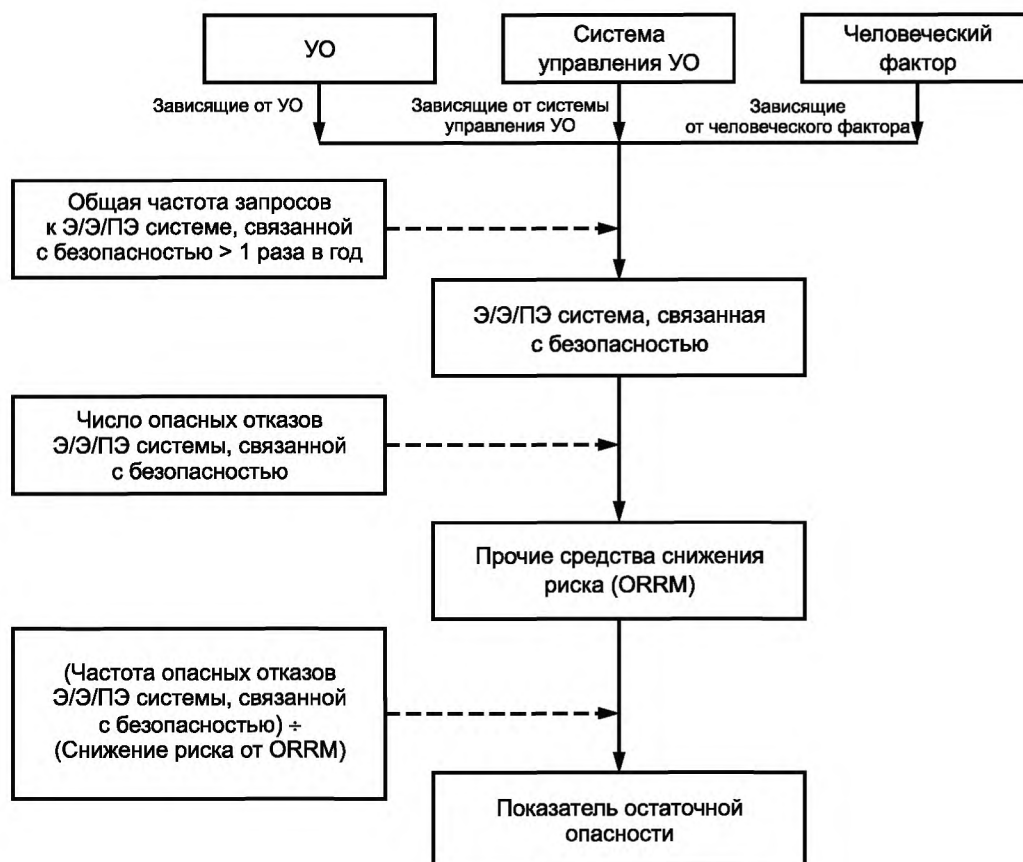 УО
Система
управления УО
Человеческий
фактор
Зависящие от УО
Зависящие от системы
управления УО
Зависящие
от человеческого фактора
Общая частота запросов
к Э/Э/ПЭ системе, связанной
с безопасностью > 1 раза в год
Э/Э/ПЭ система, связанная
с безопасностью
Число опасных отказов
Э/Э/ПЭ системы, связанной
с безопасностью
Прочие средства снижения
риска (ORRM)
(Частота опасных отказов
Э/Э/ПЭ системы, связанной
с безопасностью) ÷
(Снижение риска от ORRM)
Показатель остаточной
опасности